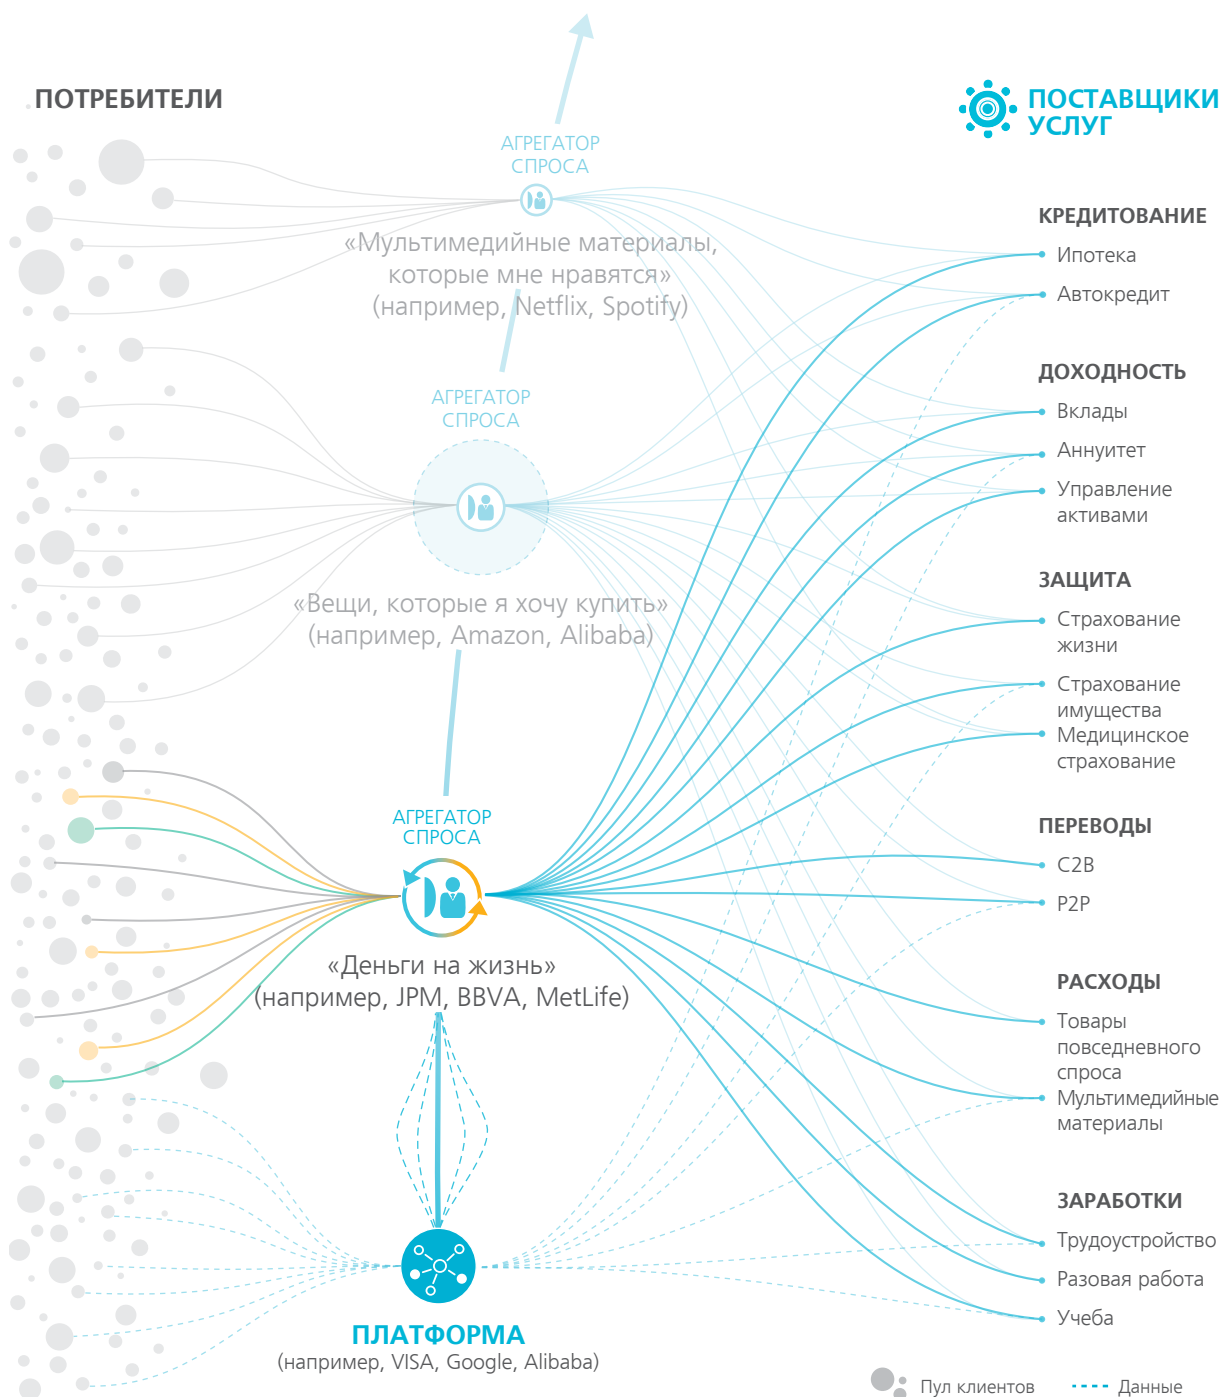 ПОТРЕБИТЕЛИ
ПОСТАВЩИКИ
УСЛУГ
АГРЕГАТОР
СПРОСА
«Мультимедийные материалы,
которые мне нравятся»
(например, Netflix, Spotify)
АГРЕГАТОР
СПРОСА
«Вещи, которые я хочу купить»
(например, Amazon, Alibaba)
АГРЕГАТОР
СПРОСА
«Деньги на жизнь»
(например, JPM, BBVA, MetLife)
ПЛАТФОРМА
(например, VISA, Google, Alibaba)
КРЕДИТОВАНИЕ
Ипотека
Автокредит
ДОХОДНОСТЬ
Вклады
Аннуитет
Управление
активами
ЗАЩИТА
Страхование
жизни
Страхование
имущества
Медицинское
страхование
ПЕРЕВОДЫ
C2B
P2P
РАСХОДЫ
Товары
повседневного
спроса
Мультимедийные
материалы
ЗАРАБОТКИ
Трудоустройство
Разовая работа
Учеба
Пул клиентов
Данные